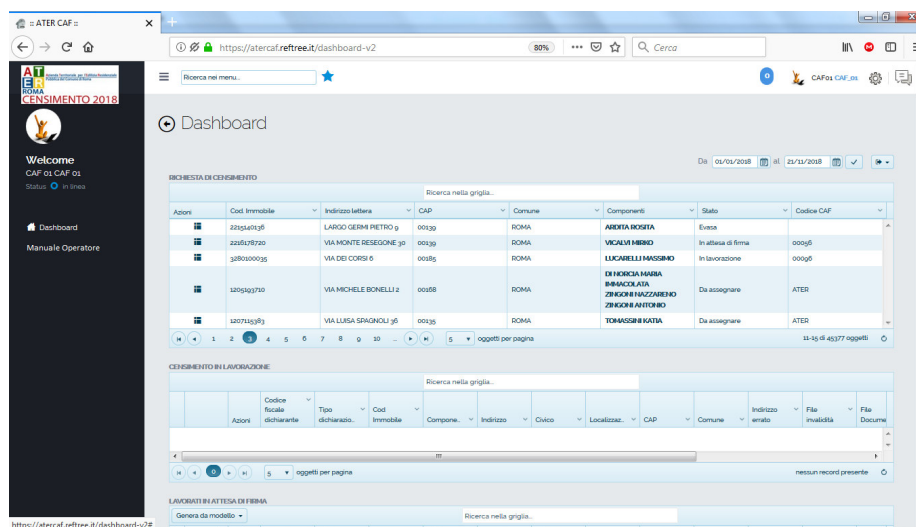 :: ATER CAF ::
https://atercaf.reftree.it/dashboard-v2
80%
Cerca
ATER
ROMA
CENSIMENTO 2018
Ricerca nei menu...
0
CAF01 CAF_01
Welcome
CAF 01 CAF 01
Status In linea
Dashboard
Manuale Operatore
Dashboard
Da 01/01/2018 al 21/11/2018
RICHIESTA DI CENSIMENTO
Ricerca nella griglia...
Azioni Cod. Immobile Indirizzo lettera CAP Comune Componenti Stato Codice CAF
2215140136 LARGO GERMI PIETRO 9 00139 ROMA ARDITA ROSITA Evasa
2216178720 VIA MONTE RESEGONE 30 00139 ROMA VICALVI MIRKO In attesa di firma 00056
3280100035 VIA DEI CORSI 6 00185 ROMA LUCARELLI MASSIMO In lavorazione 00096
1205193710 VIA MICHELE BONELLI 2 00168 ROMA DI NORCIA MARIA IMMACOLATA ZINGONI NAZZARENO ZINGONI ANTONIO Da assegnare ATER
1207115383 VIA LUISA SPAGNOLI 36 00135 ROMA TOMASSINI KATIA Da assegnare ATER
1 2 3 4 5 6 7 8 9 10 ... 5 oggetti per pagina 11-15 di 45377 oggetti
CENSIMENTO IN LAVORAZIONE
Ricerca nella griglia...
Azioni Codice fiscale dichiarante Tipo dichiarazio... Cod Immobile Compone... Indirizzo Civico Localizzaz... CAP Comune Indirizzo errato File invalidità File Docume
0 5 oggetti per pagina nessun record presente
LAVORATI IN ATTESA DI FIRMA
Genera da modello Ricerca nella griglia...
https://atercaf.reftree.it/dashboard-v2#